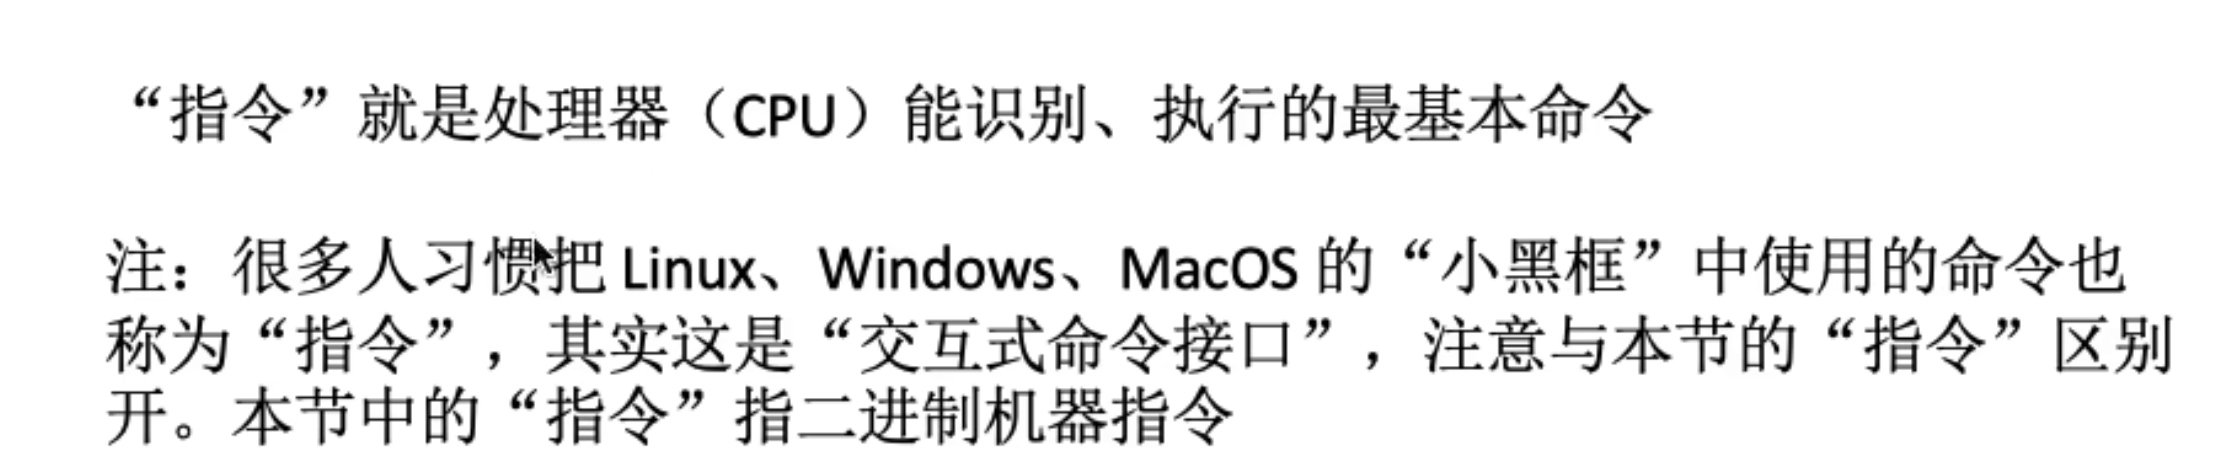 “指令”就是处理器（CPU）能识别、执行的最基本命令
注：很多人习惯把 Linux、Windows、MacOS 的“小黑框”中使用的命令也
称为“指令”，其实这是“交互式命令接口”，注意与本节的“指令”区别
开。本节中的“指令”指二进制机器指令